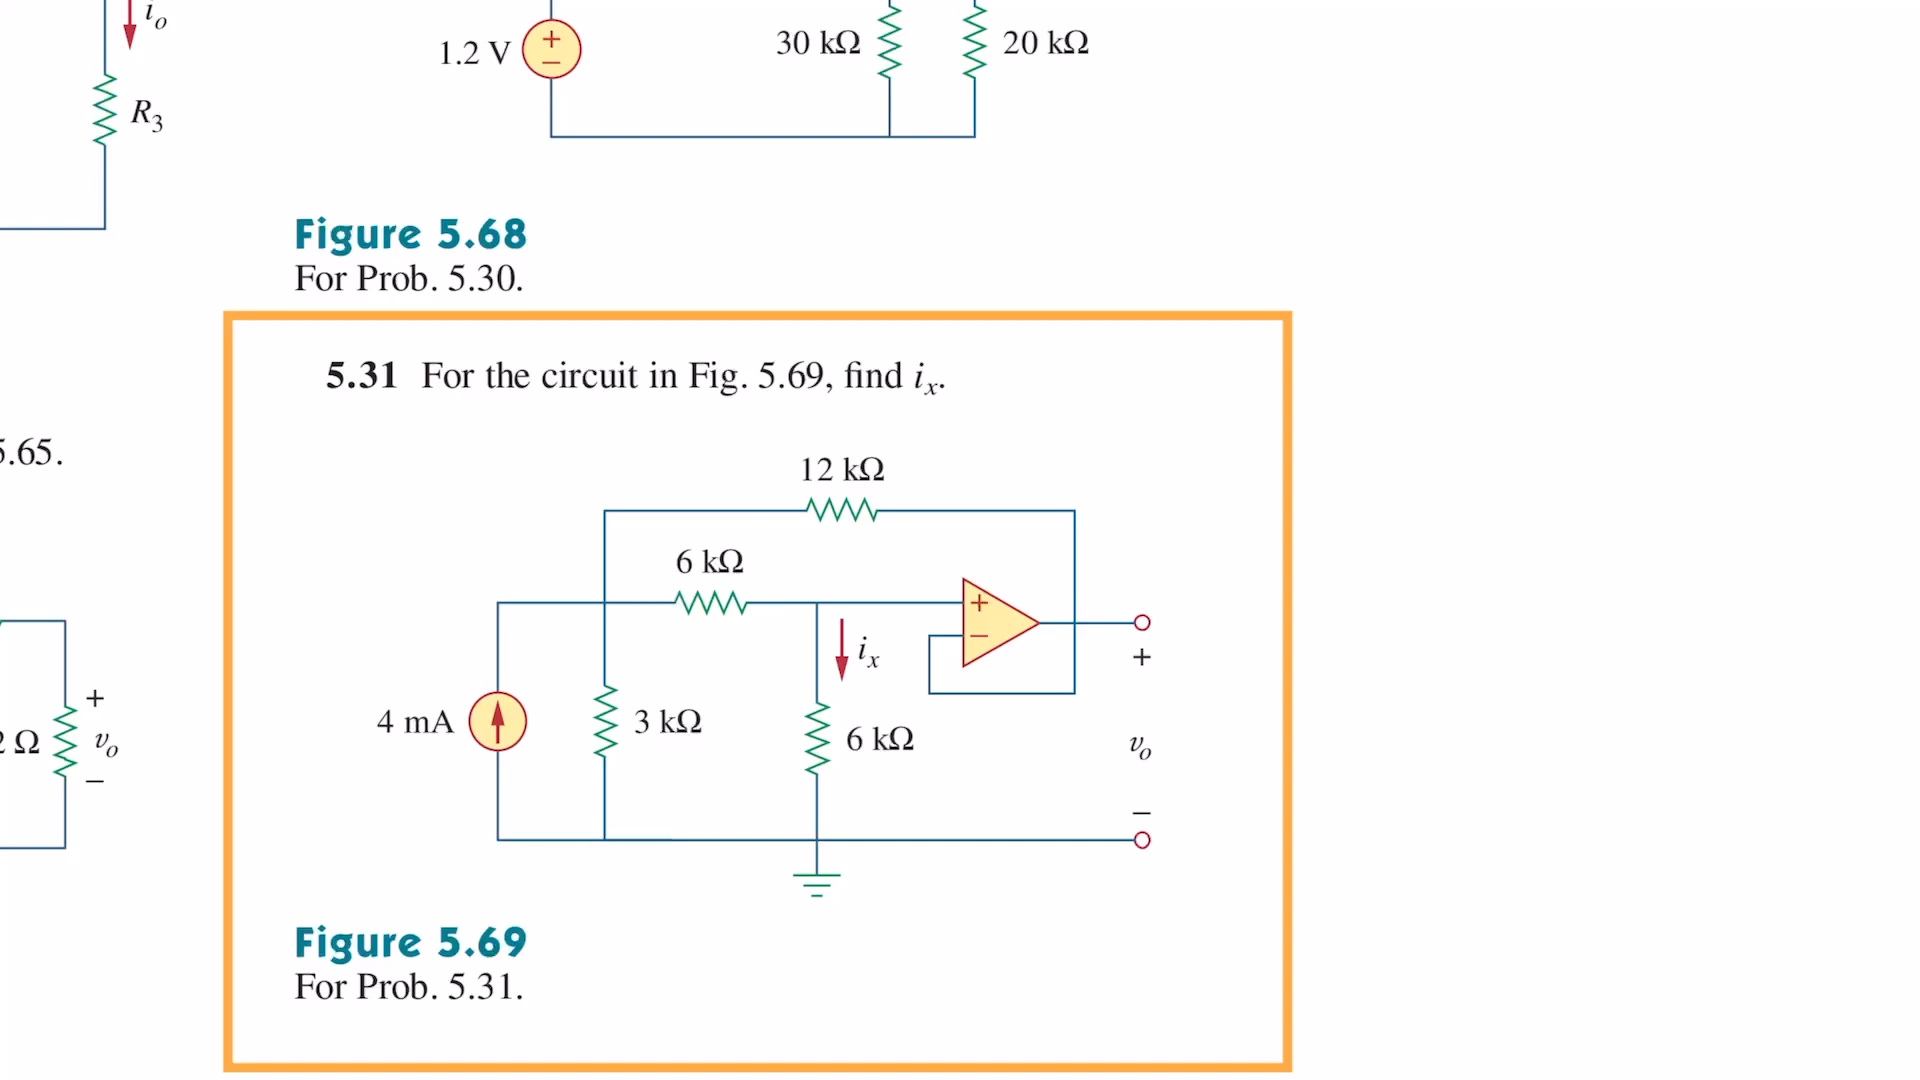 i_o
R_3
1.2 V
+
−
30 kΩ
20 kΩ
Figure 5.68
For Prob. 5.30.
5.65.
2 Ω
+
v_o
−
5.31 For the circuit in Fig. 5.69, find i_x.
12 kΩ
6 kΩ
+
−
i_x
4 mA
3 kΩ
6 kΩ
+
v_o
−
Figure 5.69
For Prob. 5.31.